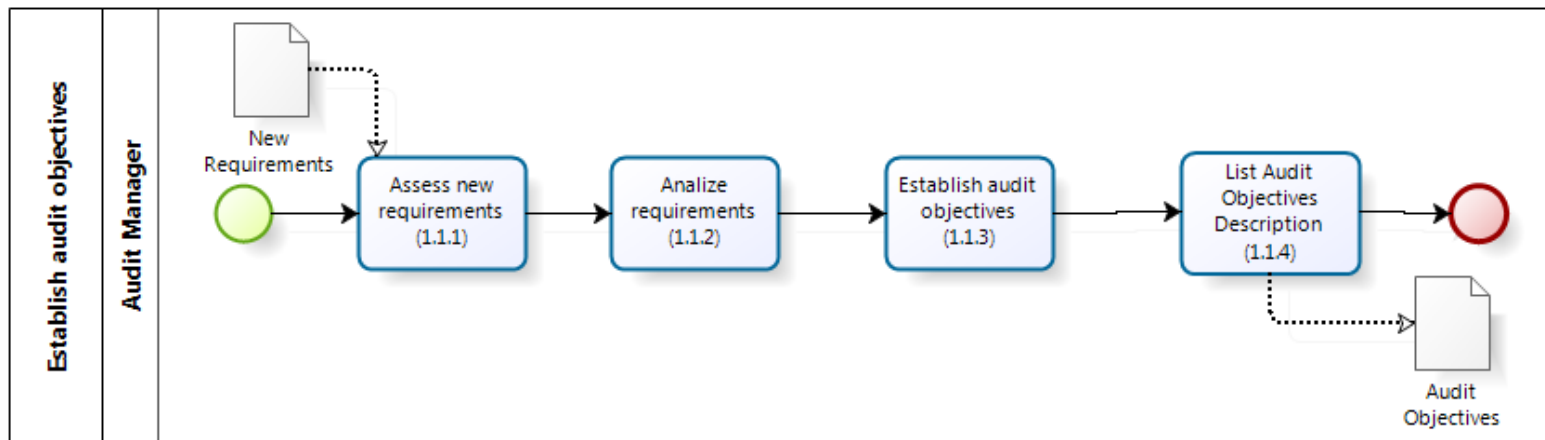 Establish audit objectives
Audit Manager
New
Requirements
Assess new
requirements
(1.1.1)
Analize
requirements
(1.1.2)
Establish audit
objectives
(1.1.3)
List Audit
Objectives
Description
(1.1.4)
Audit
Objectives